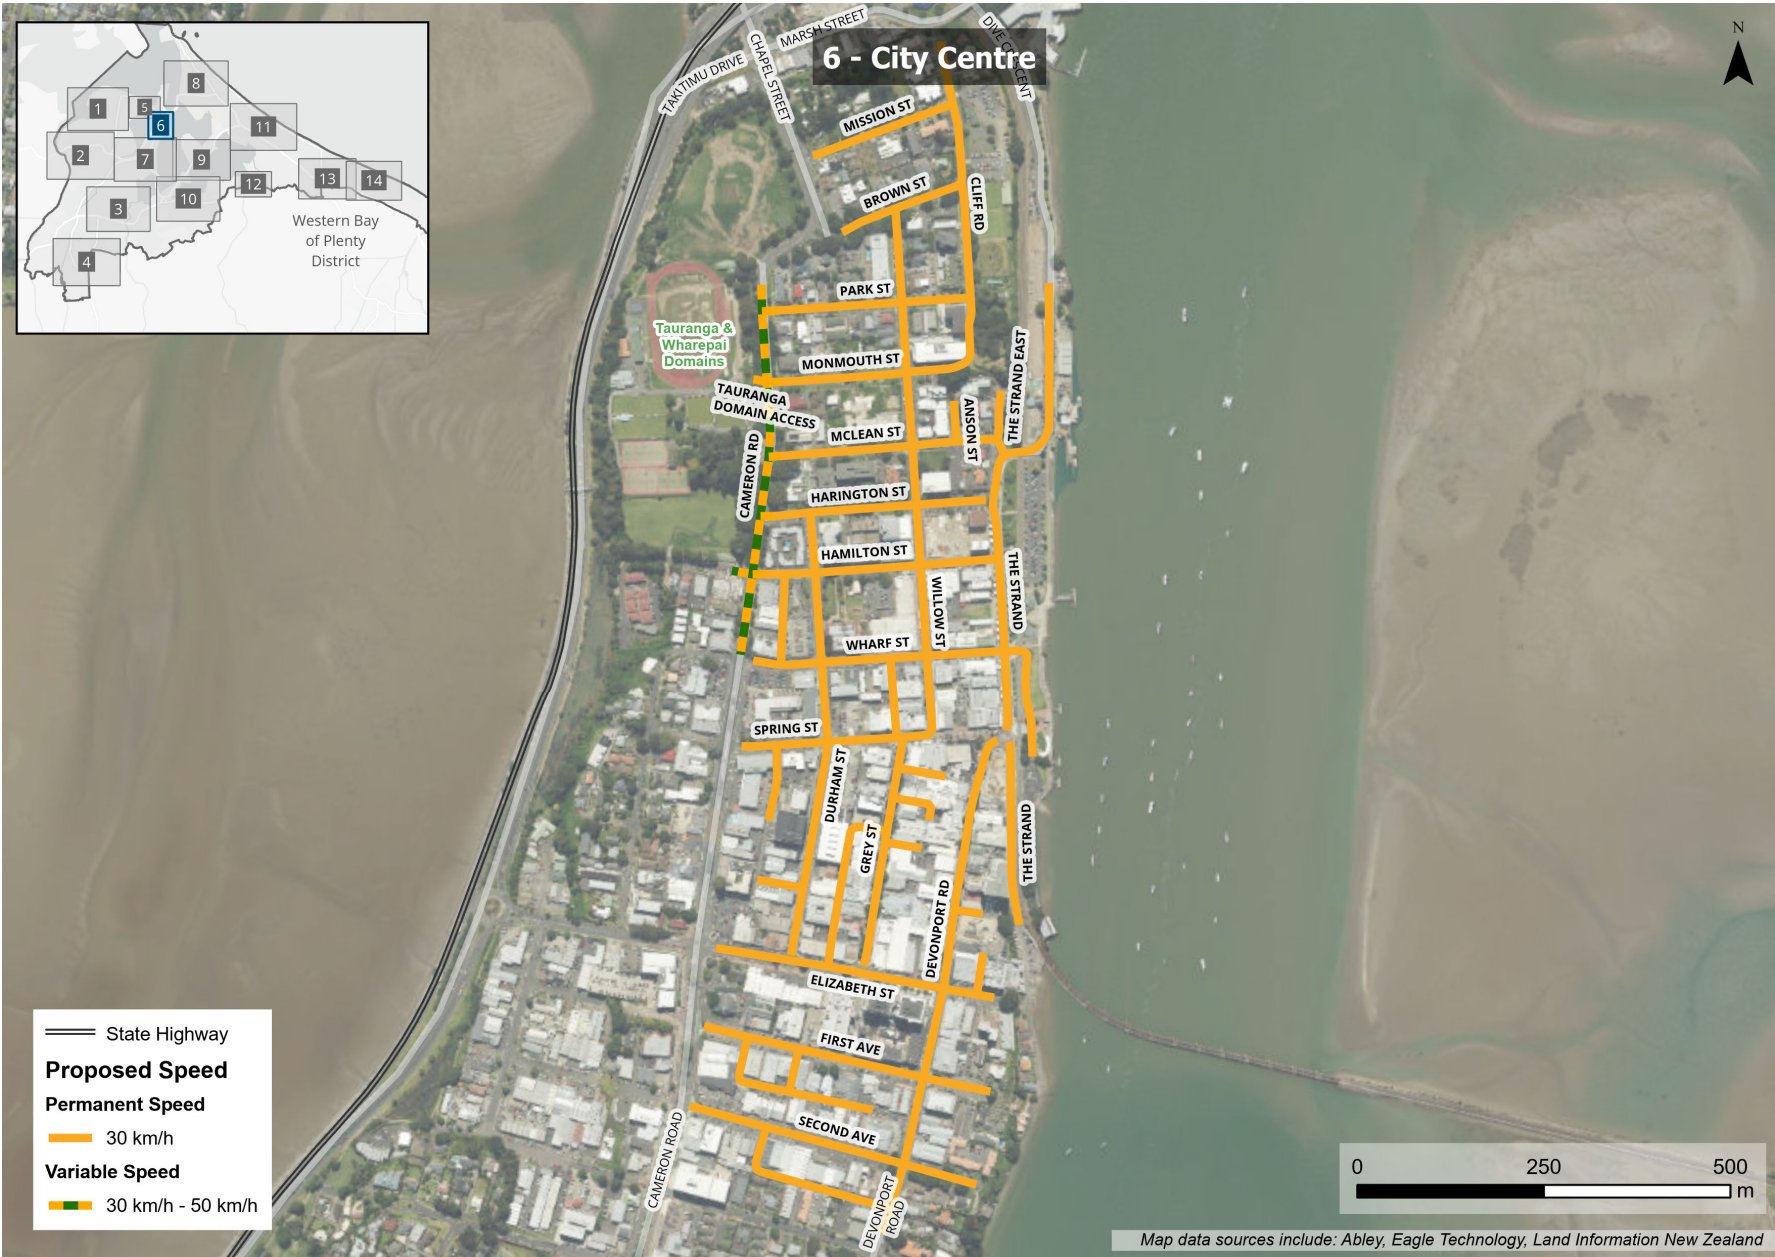 6 - City Centre
N
8
1
5
6
11
2
7
9
12
13
14
3
10
4
Western Bay
of Plenty
District
MARSH STREET
DIVE CRESCENT
CHAPEL STREET
TAKITIMU DRIVE
MISSION ST
BROWN ST
CLIFF RD
PARK ST
Tauranga &
Wharepai
Domains
MONMOUTH ST
THE STRAND EAST
TAURANGA
DOMAIN ACCESS
ANSON ST
MCLEAN ST
CAMERON RD
HARINGTON ST
HAMILTON ST
THE STRAND
WILLOW ST
WHARF ST
SPRING ST
DURHAM ST
GREY ST
THE STRAND
DEVONPORT RD
ELIZABETH ST
FIRST AVE
SECOND AVE
CAMERON ROAD
DEVONPORT
ROAD
State Highway
Proposed Speed
Permanent Speed
30 km/h
Variable Speed
30 km/h - 50 km/h
0 250 500
m
Map data sources include: Abley, Eagle Technology, Land Information New Zealand